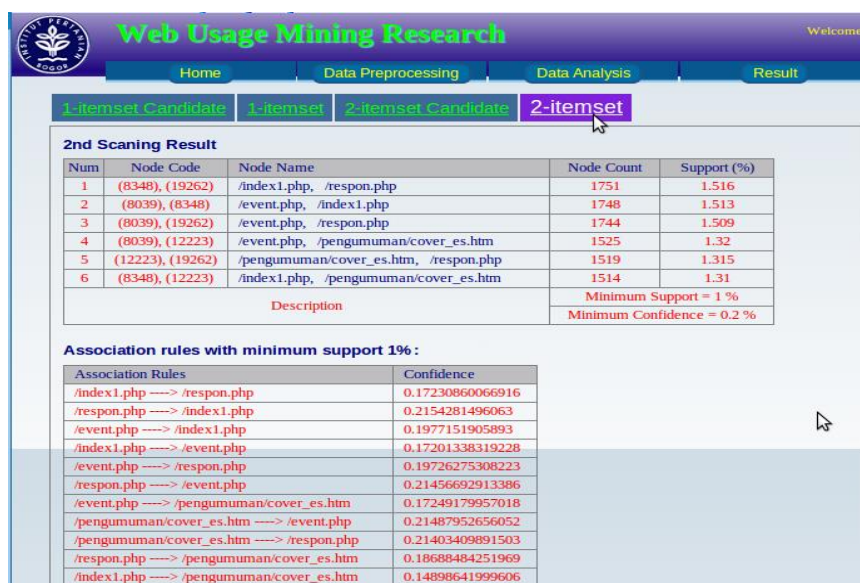 INSTITUT PERTANIAN BOGOR
Web Usage Mining Research
Welcome
Home Data Preprocessing Data Analysis Result
1-itemset Candidate 1-itemset 2-itemset Candidate 2-itemset
2nd Scaning Result
Num Node Code Node Name Node Count Support (%)
1 (8348), (19262) /index1.php, /respon.php 1751 1.516
2 (8039), (8348) /event.php, /index1.php 1748 1.513
3 (8039), (19262) /event.php, /respon.php 1744 1.509
4 (8039), (12223) /event.php, /pengumuman/cover_es.htm 1525 1.32
5 (12223), (19262) /pengumuman/cover_es.htm, /respon.php 1519 1.315
6 (8348), (12223) /index1.php, /pengumuman/cover_es.htm 1514 1.31
Description
Minimum Support = 1 %
Minimum Confidence = 0.2 %
Association rules with minimum support 1% :
Association Rules Confidence
/index1.php ----> /respon.php 0.17230860066916
/respon.php ----> /index1.php 0.2154281496063
/event.php ----> /index1.php 0.1977151905893
/index1.php ----> /event.php 0.17201338319228
/event.php ----> /respon.php 0.19726275308223
/respon.php ----> /event.php 0.21456692913386
/event.php ----> /pengumuman/cover_es.htm 0.17249179957018
/pengumuman/cover_es.htm ----> /event.php 0.21487952656052
/pengumuman/cover_es.htm ----> /respon.php 0.21403409891503
/respon.php ----> /pengumuman/cover_es.htm 0.18688484251969
/index1.php ----> /pengumuman/cover_es.htm 0.14898641999606